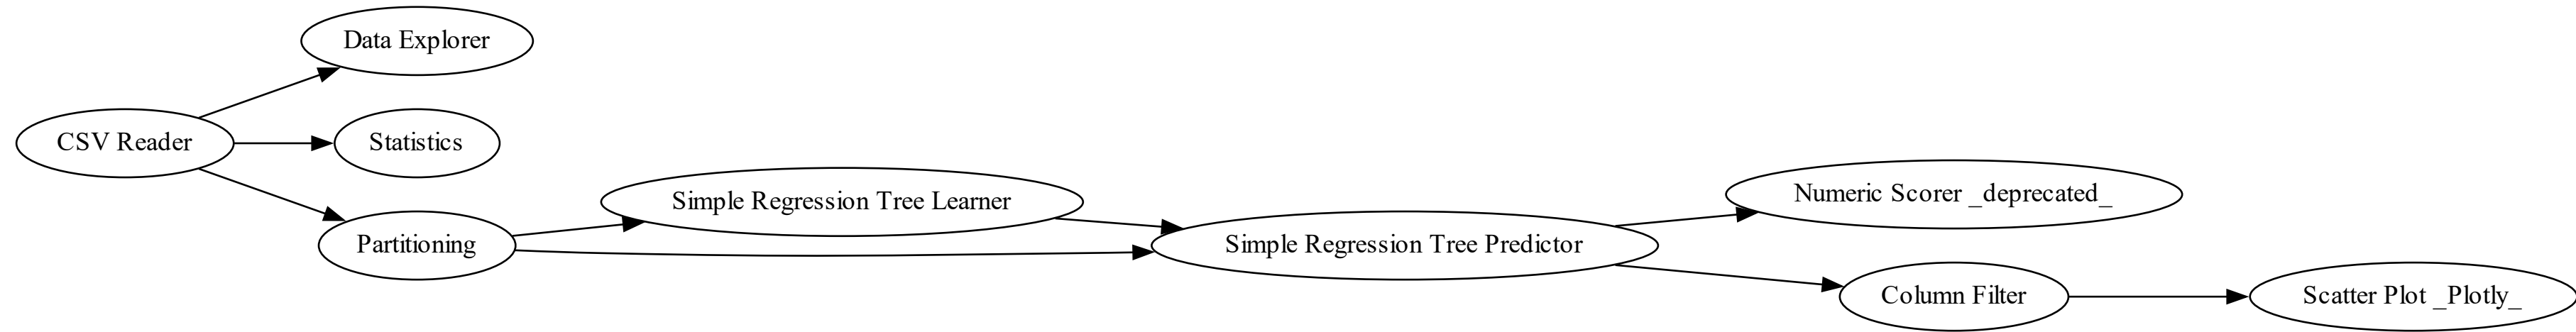 Data Explorer
CSV Reader
Statistics
Simple Regression Tree Learner
Partitioning
Simple Regression Tree Predictor
Numeric Scorer _deprecated_
Column Filter
Scatter Plot _Plotly_